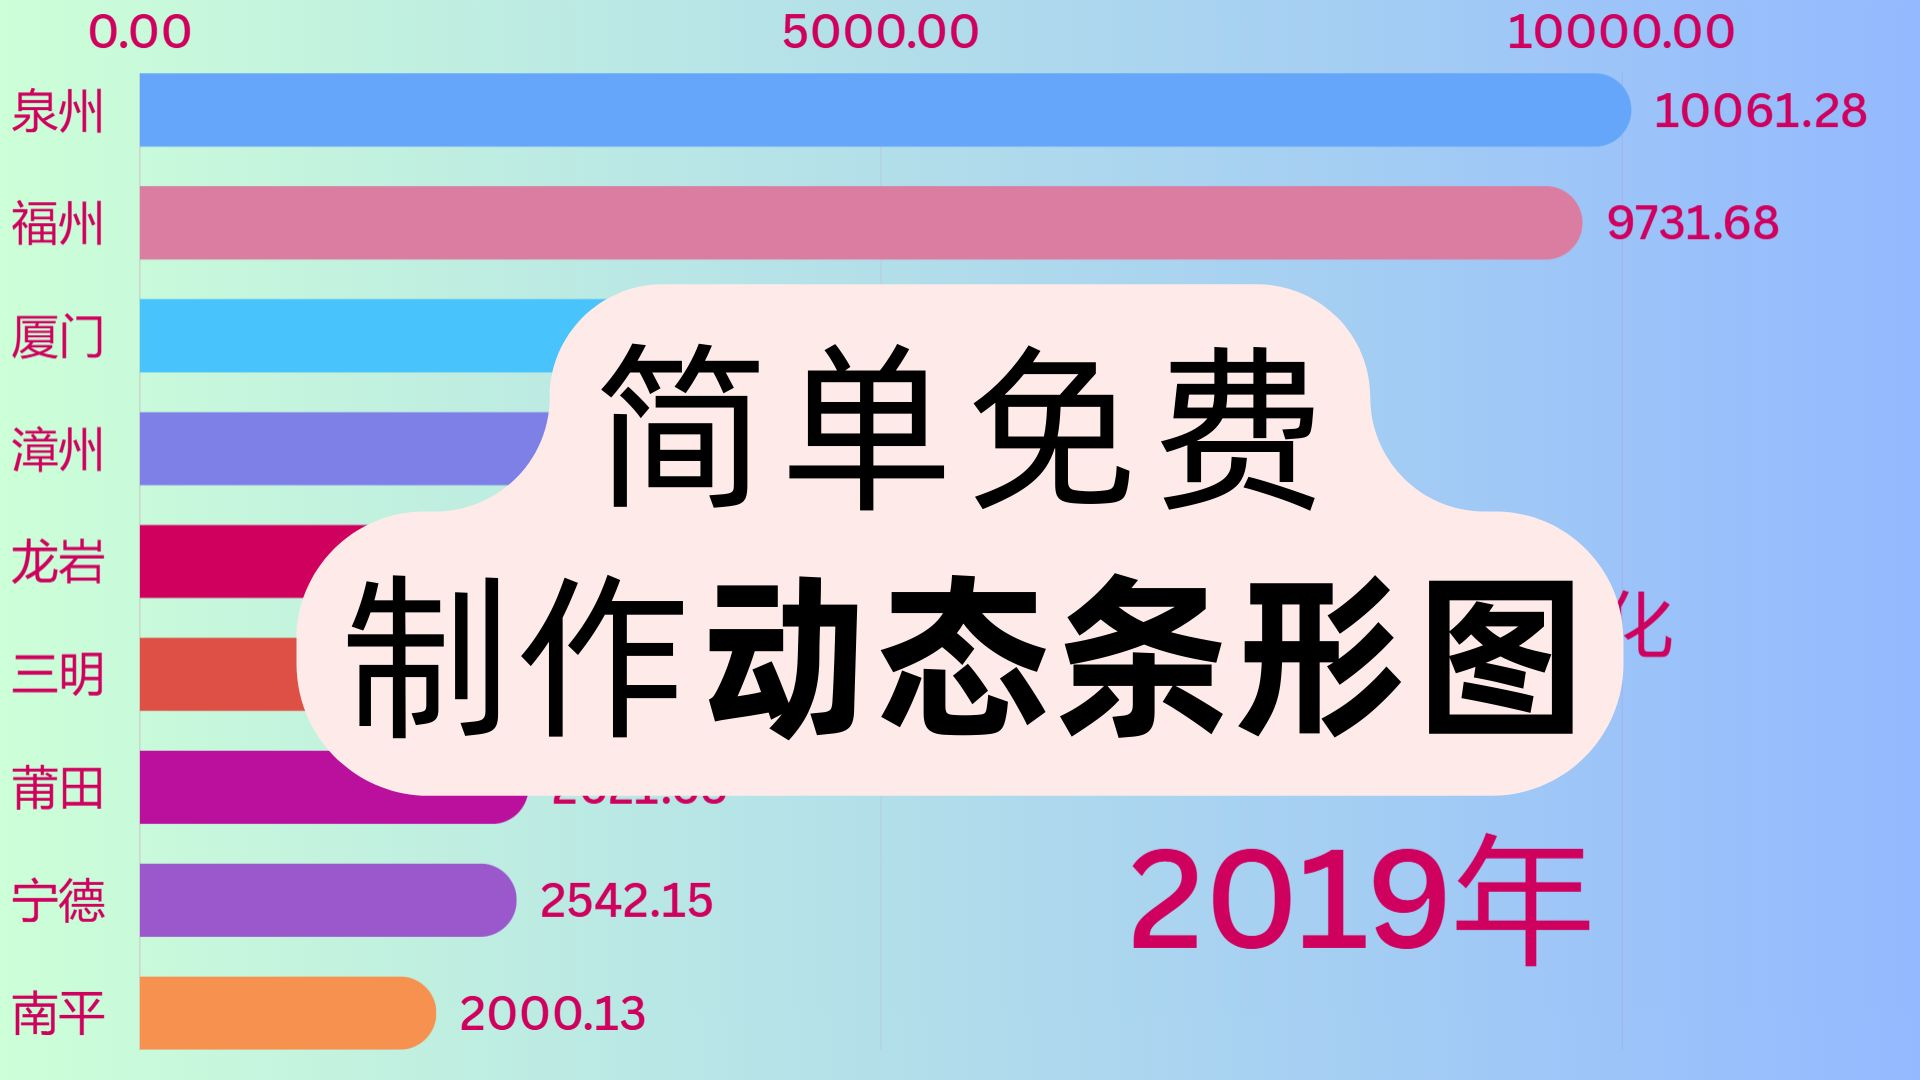 0.00 5000.00 10000.00
泉州 10061.28
福州 9731.68
厦门
简单免费
漳州
龙岩
制作动态条形图
化
三明
莆田
宁德 2542.15
2019年
南平 2000.13